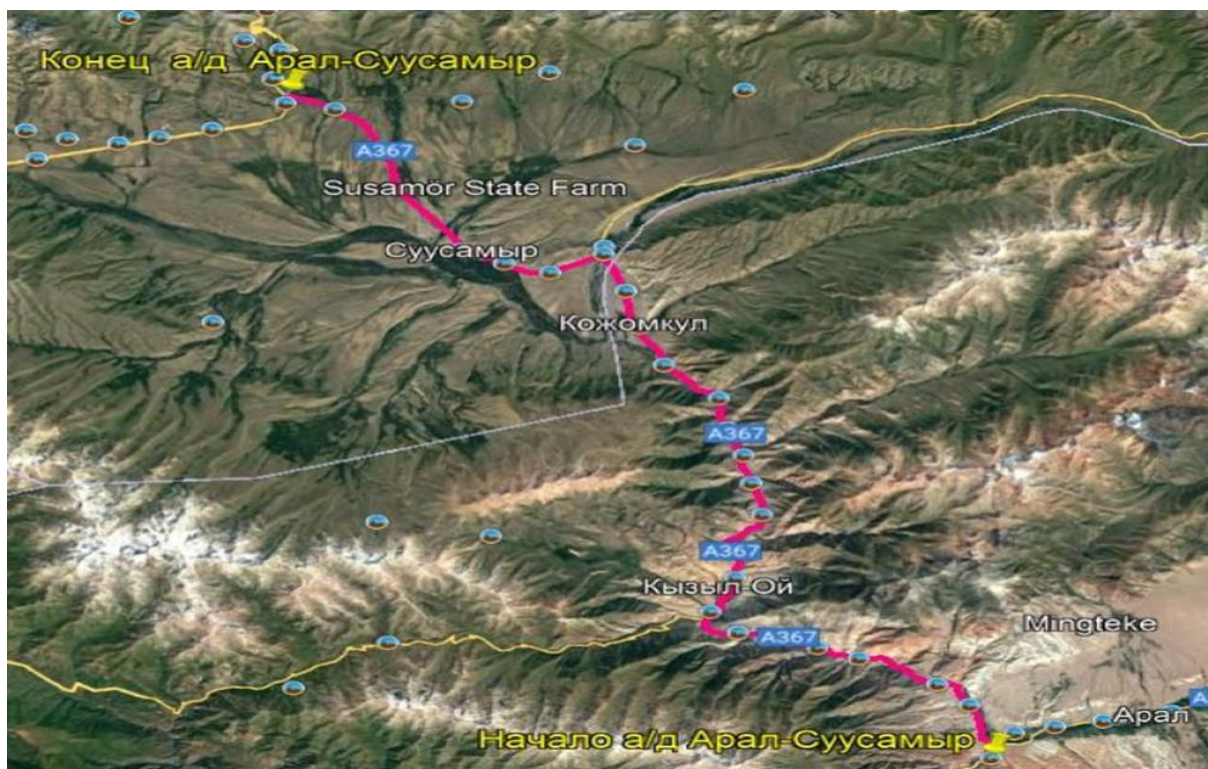 Конец а/д Арал-Суусамыр
A367
Susamör State Farm
Суусамыр
Кожомкул
A367
A367
Кызыл-Ой
A367
Mingteke
Арал
Начало а/д Арал-Суусамыр